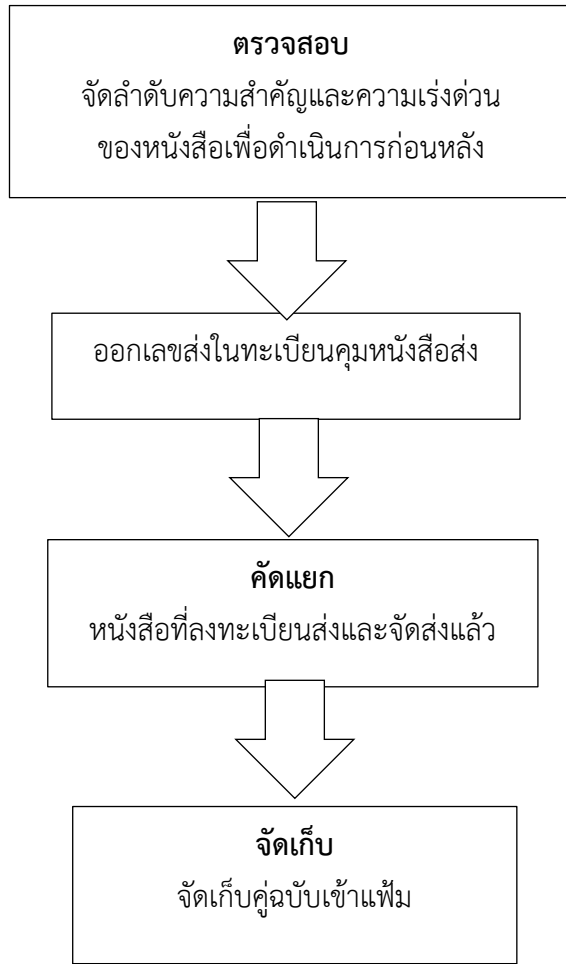 ตรวจสอบ
จัดลำดับความสำคัญและความเร่งด่วน
ของหนังสือเพื่อดำเนินการก่อนหลัง
ออกเลขส่งในทะเบียนคุมหนังสือส่ง
คัดแยก
หนังสือที่ลงทะเบียนส่งและจัดส่งแล้ว
จัดเก็บ
จัดเก็บคู่ฉบับเข้าแฟ้ม